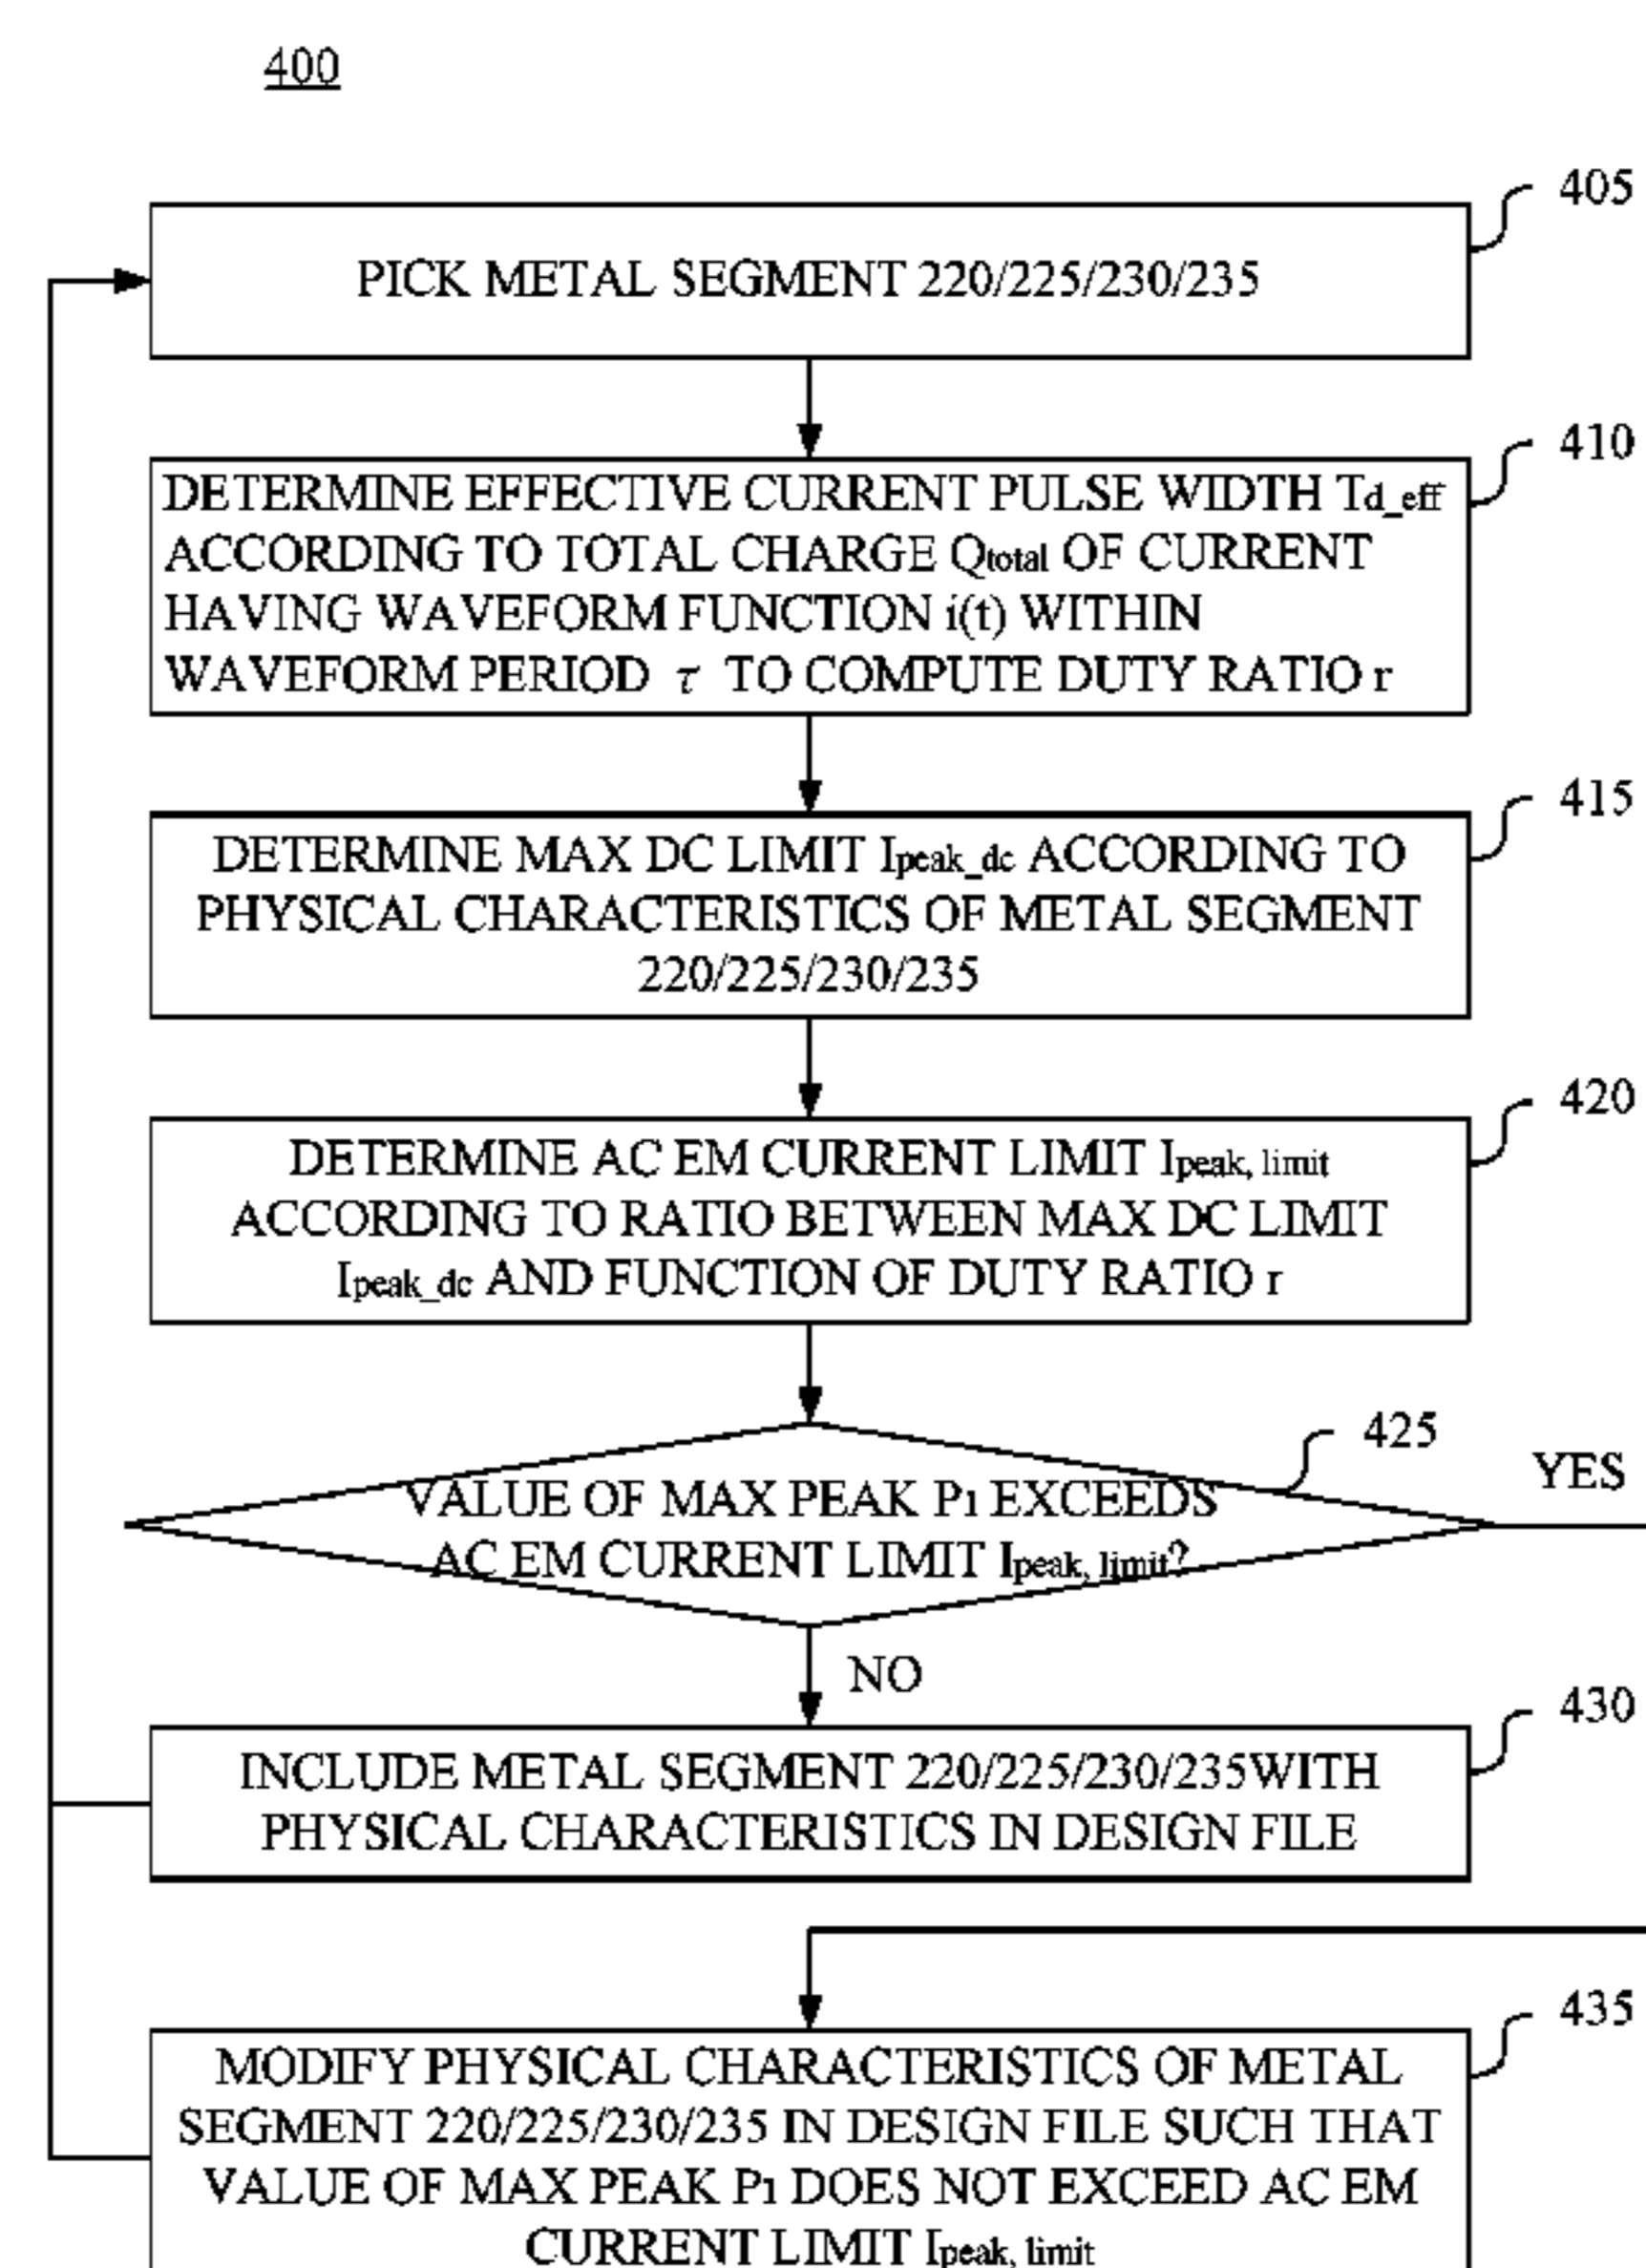 400
405
PICK METAL SEGMENT 220/225/230/235
410
DETERMINE EFFECTIVE CURRENT PULSE WIDTH Td_eff
ACCORDING TO TOTAL CHARGE Qtotal OF CURRENT
HAVING WAVEFORM FUNCTION i(t) WITHIN
WAVEFORM PERIOD τ TO COMPUTE DUTY RATIO r
415
DETERMINE MAX DC LIMIT Ipeak_dc ACCORDING TO
PHYSICAL CHARACTERISTICS OF METAL SEGMENT
220/225/230/235
420
DETERMINE AC EM CURRENT LIMIT Ipeak, limit
ACCORDING TO RATIO BETWEEN MAX DC LIMIT
Ipeak_dc AND FUNCTION OF DUTY RATIO r
425
YES
VALUE OF MAX PEAK P1 EXCEEDS
AC EM CURRENT LIMIT Ipeak, limit?
NO
430
INCLUDE METAL SEGMENT 220/225/230/235WITH
PHYSICAL CHARACTERISTICS IN DESIGN FILE
435
MODIFY PHYSICAL CHARACTERISTICS OF METAL
SEGMENT 220/225/230/235 IN DESIGN FILE SUCH THAT
VALUE OF MAX PEAK P1 DOES NOT EXCEED AC EM
CURRENT LIMIT Ipeak, limit